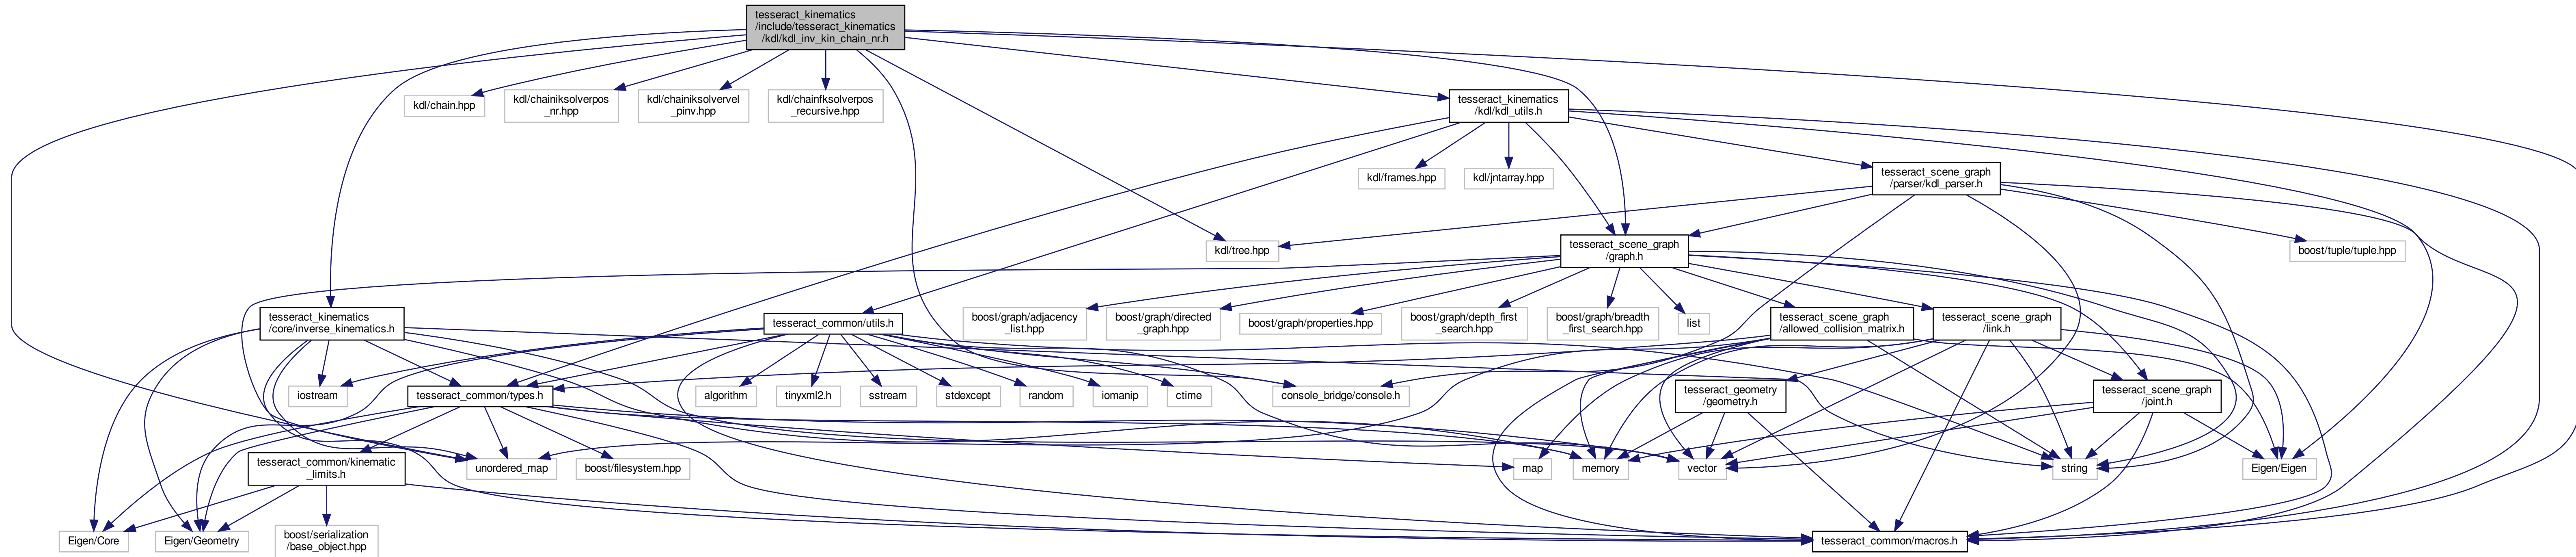 tesseract_kinematics
/include/tesseract_kinematics
/kdl/kdl_inv_kin_chain_nr.h
kdl/chain.hpp
kdl/chainiksolverpos
_nr.hpp
kdl/chainiksolvervel
_pinv.hpp
kdl/chainfksolverpos
_recursive.hpp
tesseract_kinematics
/kdl/kdl_utils.h
kdl/frames.hpp
kdl/jntarray.hpp
tesseract_scene_graph
/parser/kdl_parser.h
kdl/tree.hpp
tesseract_scene_graph
/graph.h
boost/tuple/tuple.hpp
tesseract_kinematics
/core/inverse_kinematics.h
tesseract_common/utils.h
boost/graph/adjacency
_list.hpp
boost/graph/directed
_graph.hpp
boost/graph/properties.hpp
boost/graph/depth_first
_search.hpp
boost/graph/breadth
_first_search.hpp
list
tesseract_scene_graph
/allowed_collision_matrix.h
tesseract_scene_graph
/link.h
iostream
tesseract_common/types.h
algorithm
tinyxml2.h
sstream
stdexcept
random
iomanip
ctime
console_bridge/console.h
tesseract_geometry
/geometry.h
tesseract_scene_graph
/joint.h
tesseract_common/kinematic
_limits.h
unordered_map
boost/filesystem.hpp
map
memory
vector
string
Eigen/Eigen
Eigen/Core
Eigen/Geometry
boost/serialization
/base_object.hpp
tesseract_common/macros.h